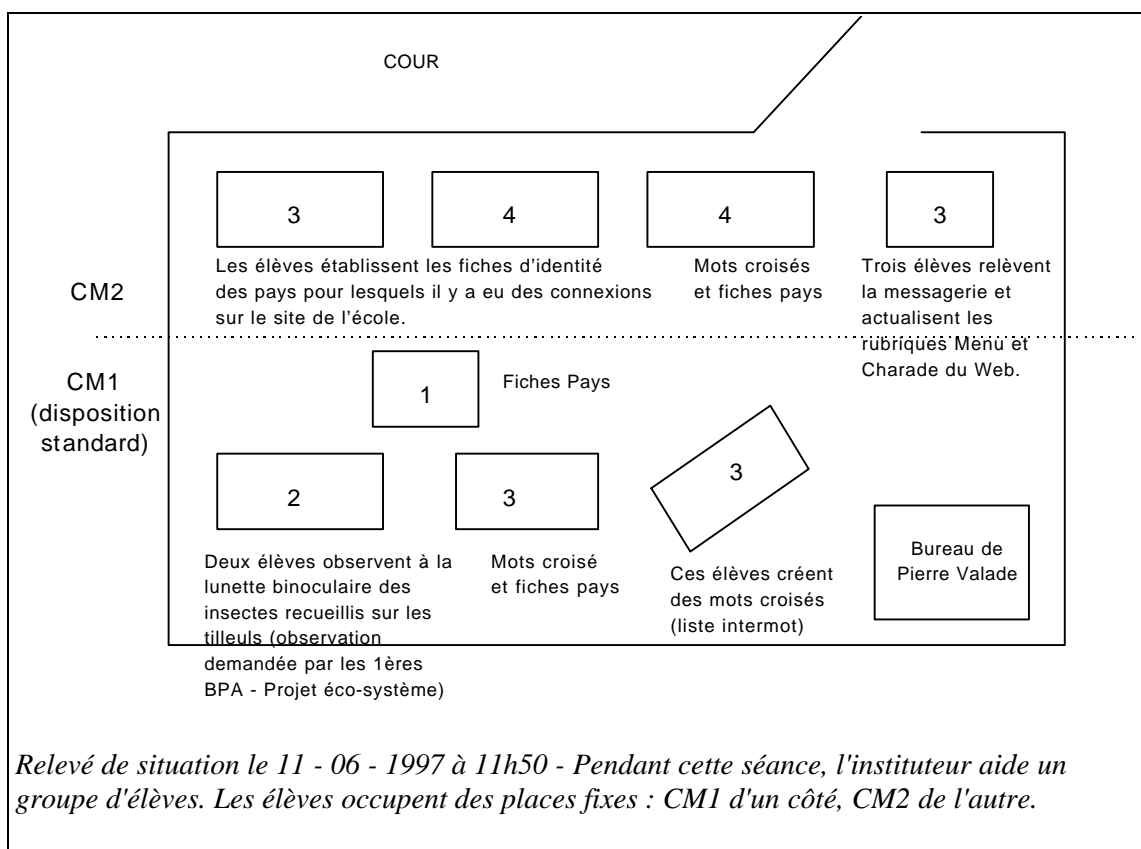 COUR
3
4
4
3
Les élèves établissent les fiches d'identité
des pays pour lesquels il y a eu des connexions
sur le site de l'école.
Mots croisés
et fiches pays
Trois élèves relèvent
la messagerie et
actualisent les
rubriques Menu et
Charade du Web.
CM2
CM1
(disposition
standard)
1
Fiches Pays
2
3
3
Deux élèves observent à la
lunette binoculaire des
insectes recueillis sur les
tilleuls (observation
demandée par les 1ères
BPA - Projet éco-système)
Mots croisé
et fiches pays
Ces élèves créent
des mots croisés
(liste intermot)
Bureau de
Pierre Valade
Relevé de situation le 11 - 06 - 1997 à 11h50 - Pendant cette séance, l'instituteur aide un
groupe d'élèves. Les élèves occupent des places fixes : CM1 d'un côté, CM2 de l'autre.